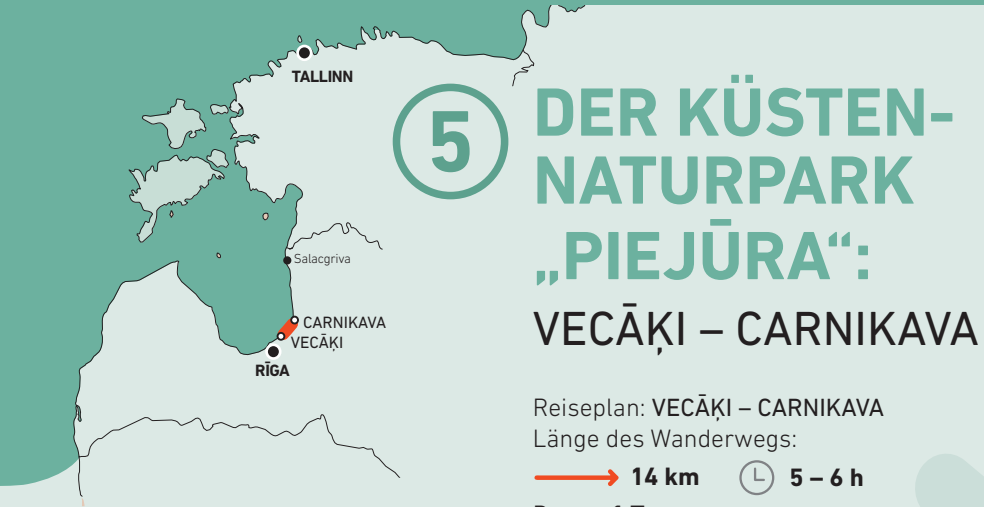 TALLINN
Salacgriva
CARNIKAVA
VECĀĶI
RĪGA
5
DER KÜSTEN-
NATURPARK
„PIEJŪRA“:
VECĀĶI – CARNIKAVA
Reiseplan: VECĀĶI – CARNIKAVA
Länge des Wanderwegs:
14 km 5 – 6 h